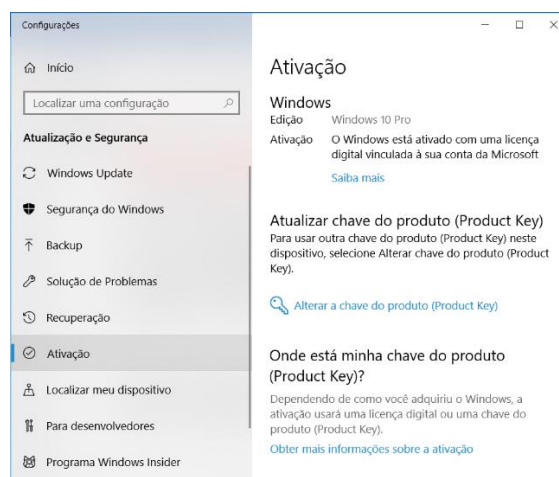 Configurações
Início
Localizar uma configuração
Atualização e Segurança
Windows Update
Segurança do Windows
Backup
Solução de Problemas
Recuperação
Ativação
Localizar meu dispositivo
Para desenvolvedores
Programa Windows Insider
Ativação
Windows
Edição Windows 10 Pro
Ativação O Windows está ativado com uma licença
digital vinculada à sua conta da Microsoft
Saiba mais
Atualizar chave do produto (Product Key)
Para usar outra chave do produto (Product Key) neste
dispositivo, selecione Alterar chave do produto (Product
Key).
Alterar a chave do produto (Product Key)
Onde está minha chave do produto
(Product Key)?
Dependendo de como você adquiriu o Windows, a
ativação usará uma licença digital ou uma chave do
produto (Product Key).
Obter mais informações sobre a ativação